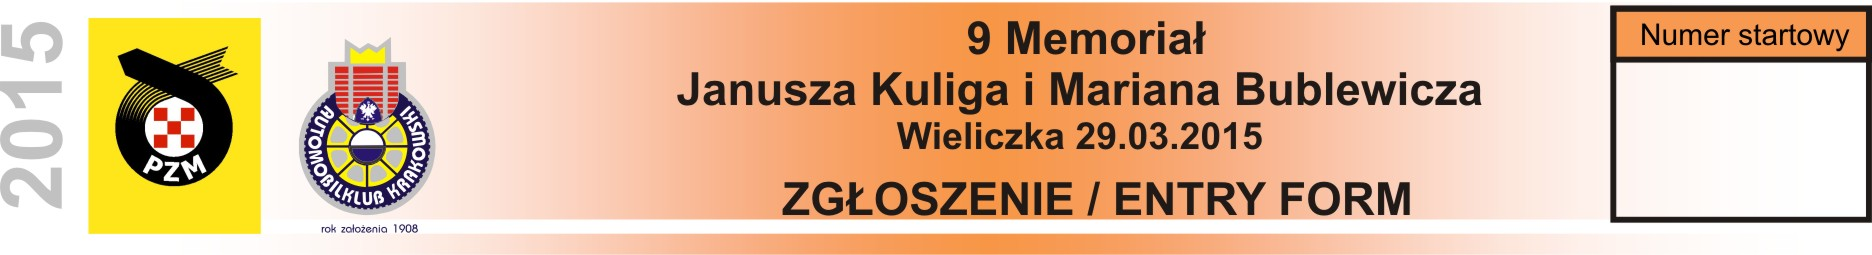 2015
PZM
AUTOMOBILKLUB KRAKOWSKI
rok założenia 1908
9 Memoriał
Janusza Kuliga i Mariana Bublewicza
Wieliczka 29.03.2015
ZGŁOSZENIE / ENTRY FORM
Numer startowy